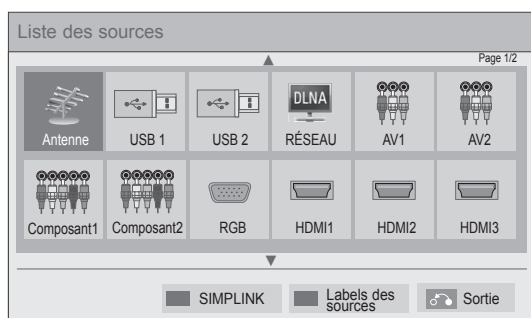 Liste des sources
Page 1/2
Antenne
USB 1
USB 2
DLNA
RÉSEAU
AV1
AV2
Composant1
Composant2
RGB
HDMI1
HDMI2
HDMI3
SIMPLINK
Labels des
sources
Sortie